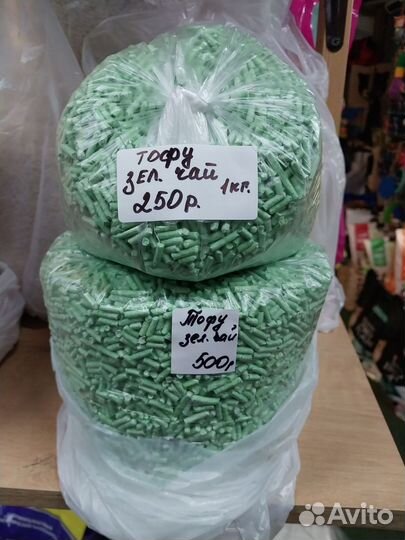 тофу
зел. чай
1кг.
250р.
Тофу
зел. чай
500р
Avito